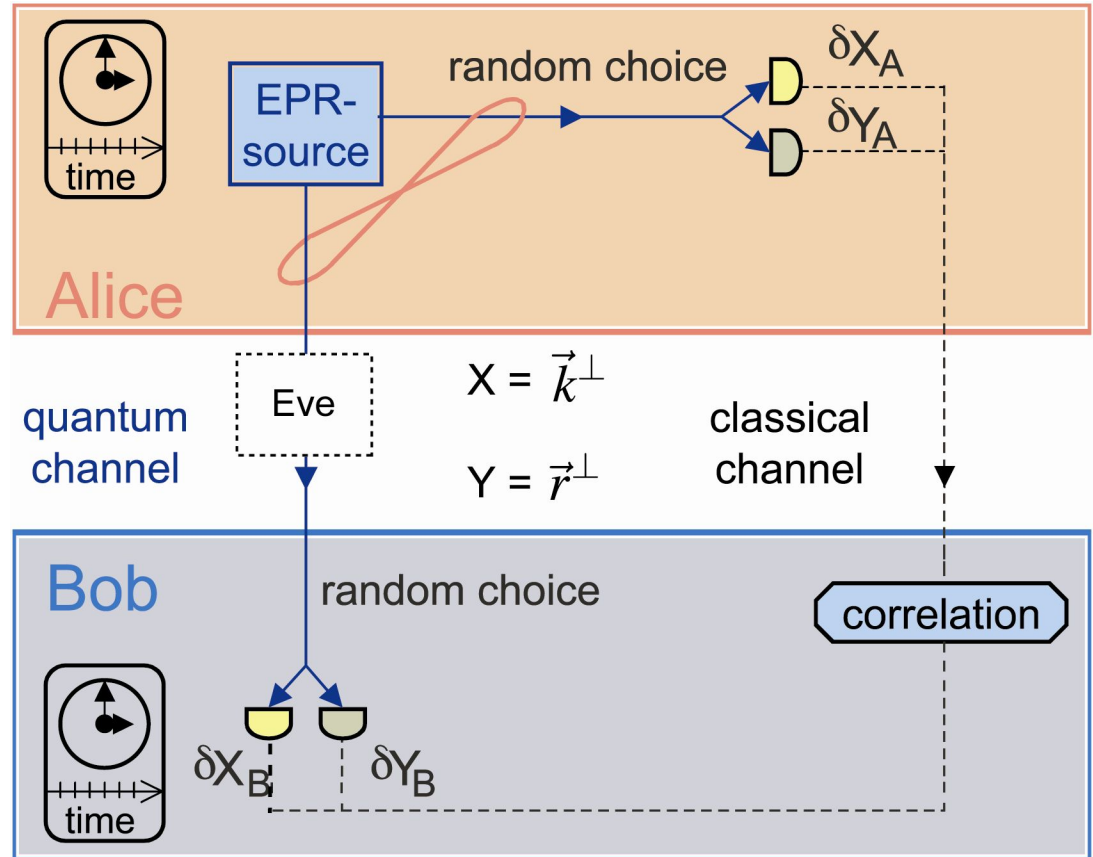 random choice
δX_A
EPR-
source
δY_A
time
Alice
Eve
X = k⃗^⊥
quantum
channel
classical
channel
Y = r⃗^⊥
Bob
random choice
correlation
δX_B
δY_B
time